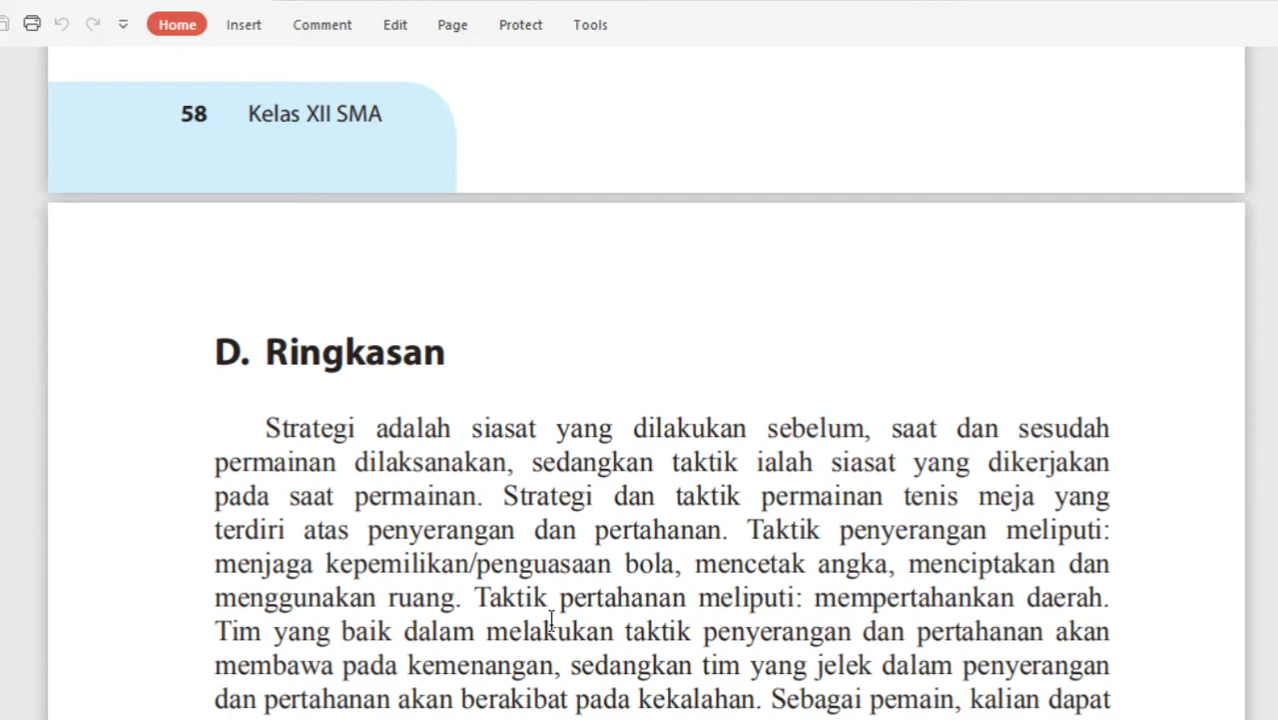 Home Insert Comment Edit Page Protect Tools
58 Kelas XII SMA
D. Ringkasan
Strategi adalah siasat yang dilakukan sebelum, saat dan sesudah
permainan dilaksanakan, sedangkan taktik ialah siasat yang dikerjakan
pada saat permainan. Strategi dan taktik permainan tenis meja yang
terdiri atas penyerangan dan pertahanan. Taktik penyerangan meliputi:
menjaga kepemilikan/penguasaan bola, mencetak angka, menciptakan dan
menggunakan ruang. Taktik pertahanan meliputi: mempertahankan daerah.
Tim yang baik dalam melakukan taktik penyerangan dan pertahanan akan
membawa pada kemenangan, sedangkan tim yang jelek dalam penyerangan
dan pertahanan akan berakibat pada kekalahan. Sebagai pemain, kalian dapat